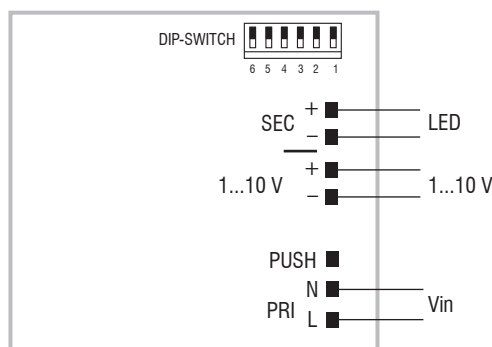 DIP-SWITCH
6 5 4 3 2 1
+
SEC LED
–
+
1...10 V 1...10 V
–
PUSH
N
PRI Vin
L